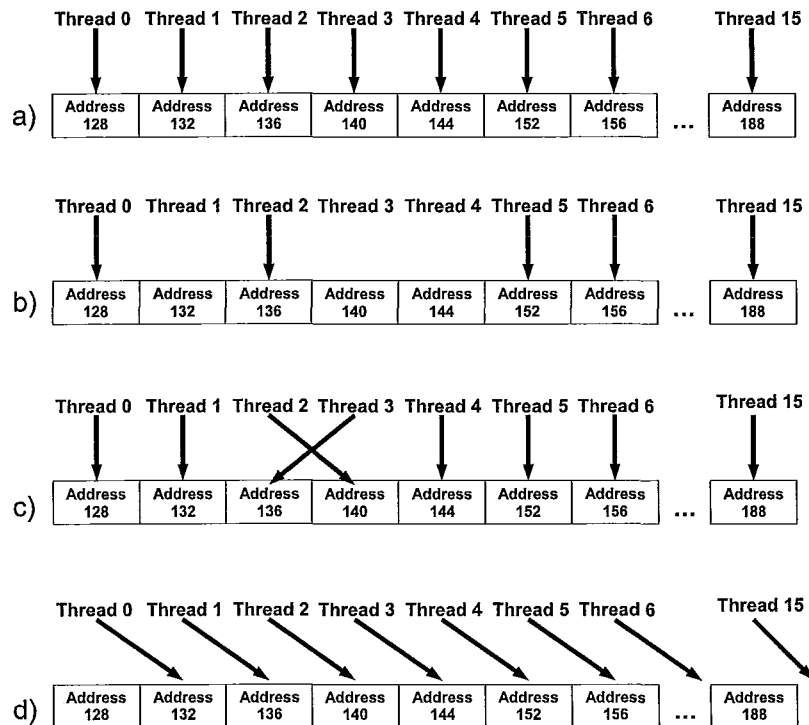 Thread 0 Thread 1 Thread 2 Thread 3 Thread 4 Thread 5 Thread 6 Thread 15
a) Address 128 Address 132 Address 136 Address 140 Address 144 Address 152 Address 156 ... Address 188
Thread 0 Thread 1 Thread 2 Thread 3 Thread 4 Thread 5 Thread 6 Thread 15
b) Address 128 Address 132 Address 136 Address 140 Address 144 Address 152 Address 156 ... Address 188
Thread 0 Thread 1 Thread 2 Thread 3 Thread 4 Thread 5 Thread 6 Thread 15
c) Address 128 Address 132 Address 136 Address 140 Address 144 Address 152 Address 156 ... Address 188
Thread 0 Thread 1 Thread 2 Thread 3 Thread 4 Thread 5 Thread 6 Thread 15
d) Address 128 Address 132 Address 136 Address 140 Address 144 Address 152 Address 156 ... Address 188